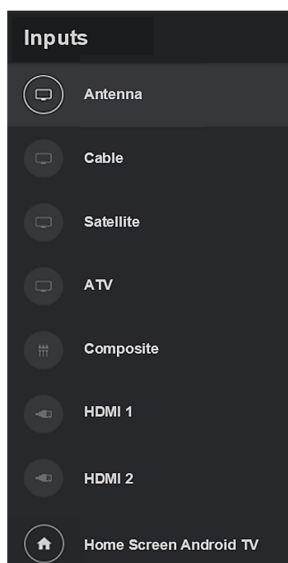 Inputs
Antenna
Cable
Satellite
ATV
Composite
HDMI 1
HDMI 2
Home Screen Android TV